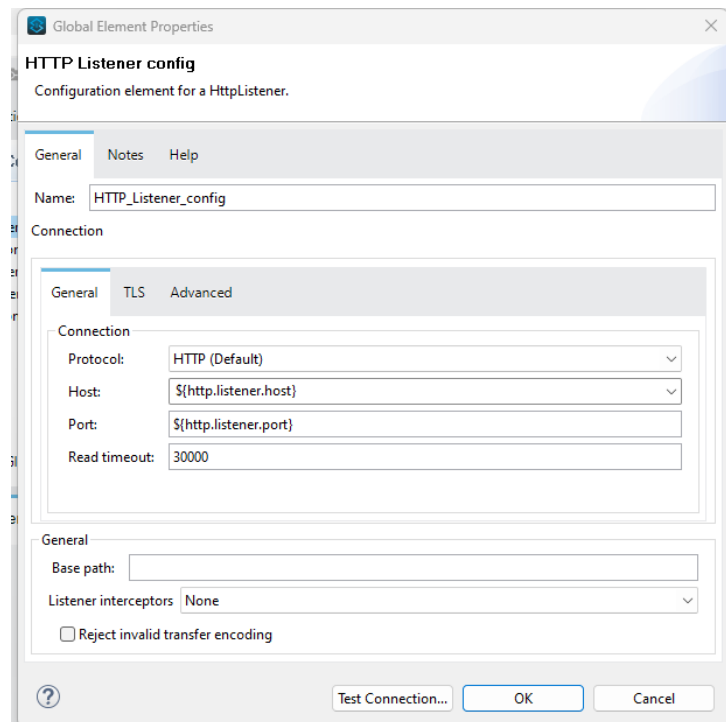 Global Element Properties
HTTP Listener config
Configuration element for a HttpListener.
General Notes Help
Name: HTTP_Listener_config
Connection
General TLS Advanced
Connection
Protocol: HTTP (Default)
Host: ${http.listener.host}
Port: ${http.listener.port}
Read timeout: 30000
General
Base path:
Listener interceptors None
Reject invalid transfer encoding
? Test Connection... OK Cancel